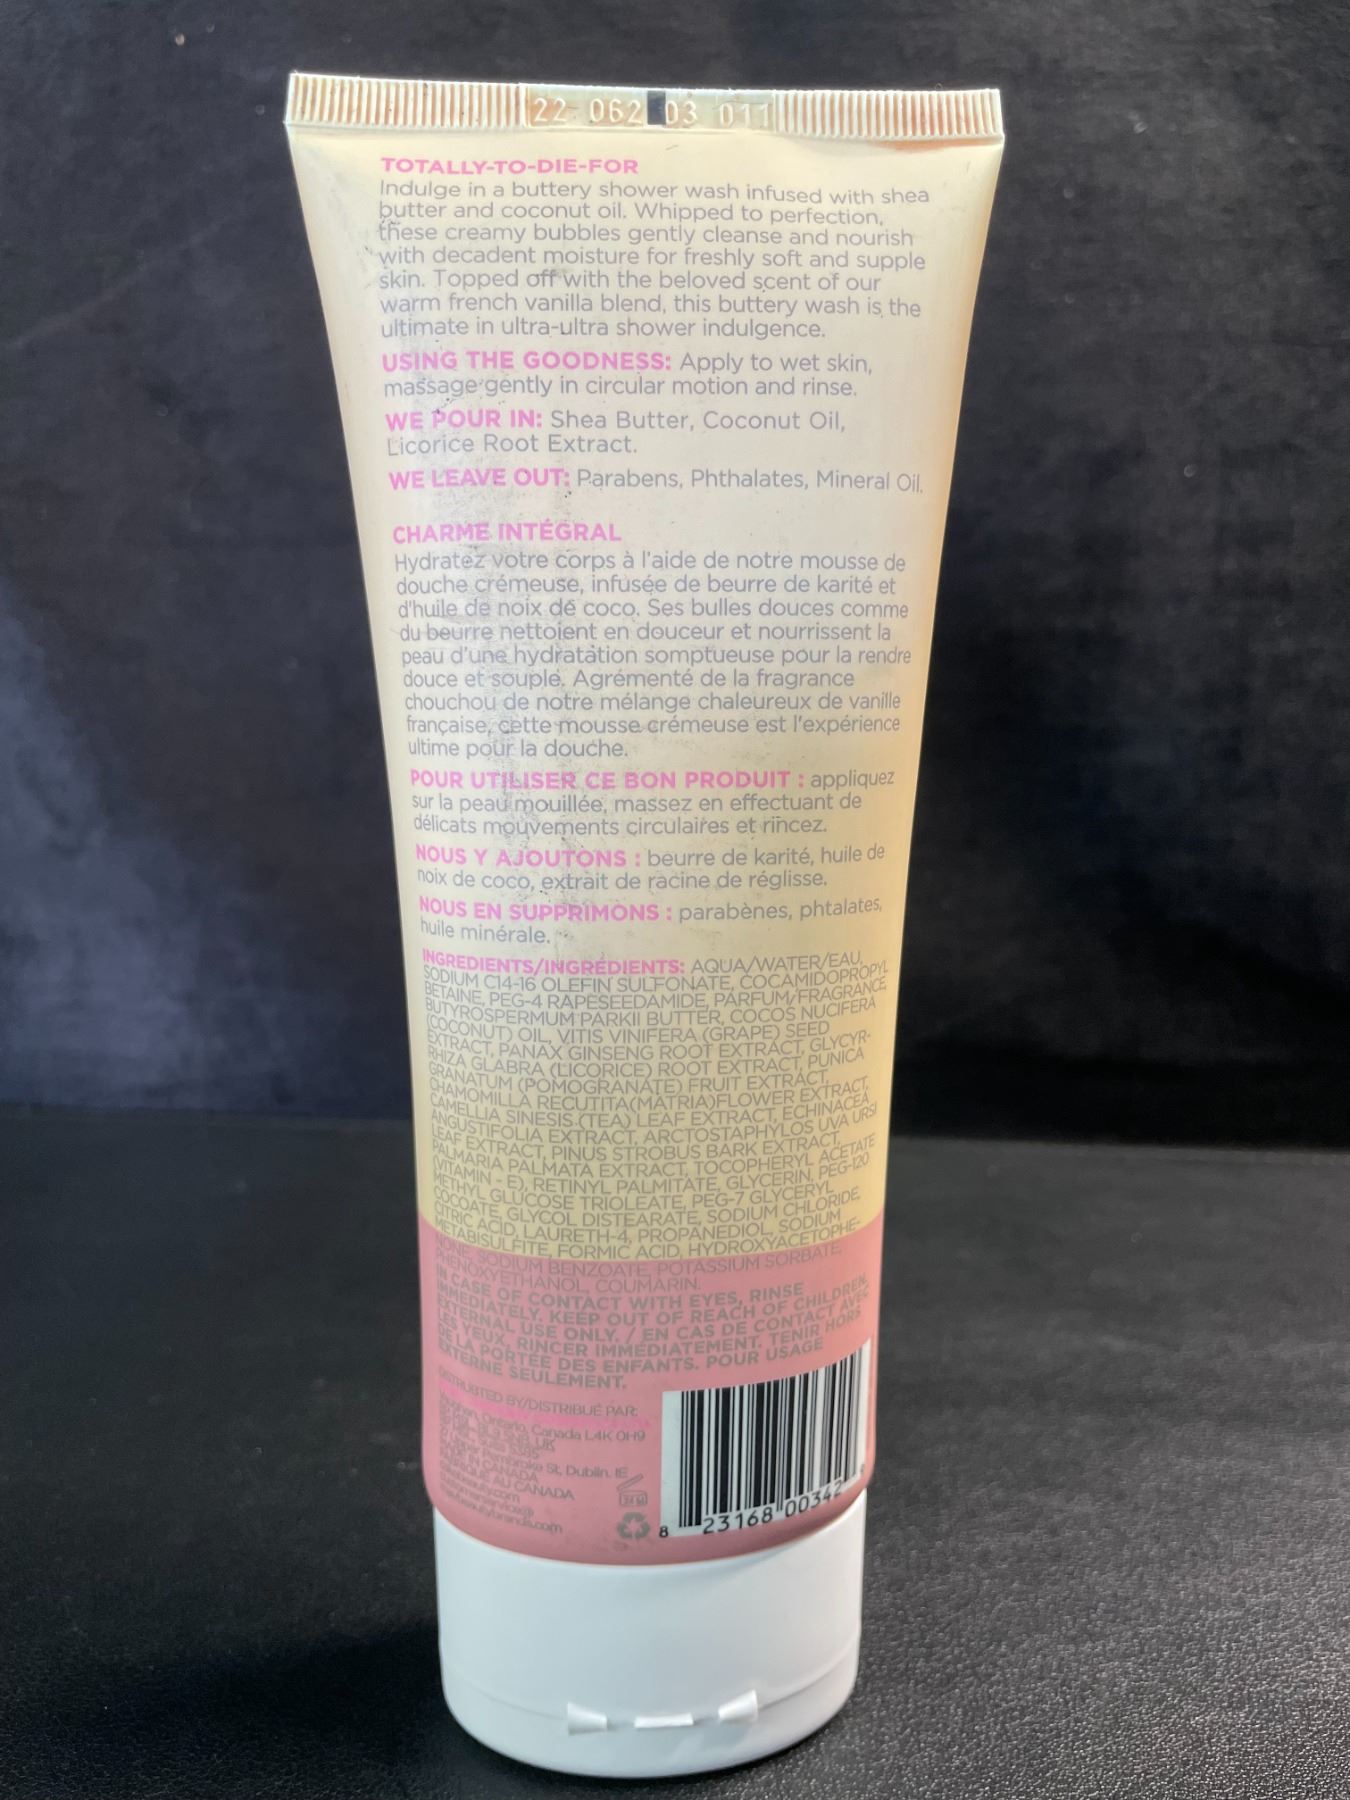 22 062 03 011
TOTALLY-TO-DIE-FOR
Indulge in a buttery shower wash infused with shea
butter and coconut oil. Whipped to perfection,
these creamy bubbles gently cleanse and nourish
with decadent moisture for freshly soft and supple
skin. Topped off with the beloved scent of our
warm french vanilla blend, this buttery wash is the
ultimate in ultra-ultra shower indulgence.
USING THE GOODNESS: Apply to wet skin,
massage gently in circular motion and rinse.
WE POUR IN: Shea Butter, Coconut Oil,
Licorice Root Extract.
WE LEAVE OUT: Parabens, Phthalates, Mineral Oil.
CHARME INTÉGRAL
Hydratez votre corps à l'aide de notre mousse de
douche crémeuse, infusée de beurre de karité et
d'huile de noix de coco. Ses bulles douces comme
du beurre nettoient en douceur et nourrissent la
peau d'une hydratation somptueuse pour la rendre
douce et souple. Agrémenté de la fragrance
chouchou de notre mélange chaleureux de vanille
française, cette mousse crémeuse est l'expérience
ultime pour la douche.
POUR UTILISER CE BON PRODUIT : appliquez
sur la peau mouillée, massez en effectuant de
délicats mouvements circulaires et rincez.
NOUS Y AJOUTONS : beurre de karité, huile de
noix de coco, extrait de racine de réglisse.
NOUS EN SUPPRIMONS : parabènes, phtalates,
huile minérale.
INGREDIENTS/INGRÉDIENTS: AQUA/WATER/EAU,
SODIUM C14-16 OLEFIN SULFONATE, COCAMIDOPROPYL
BETAINE, PEG-4 RAPESEEDAMIDE, PARFUM/FRAGRANCE,
BUTYROSPERMUM PARKII BUTTER, COCOS NUCIFERA
(COCONUT) OIL, VITIS VINIFERA (GRAPE) SEED
EXTRACT, PANAX GINSENG ROOT EXTRACT, GLYCYR-
RHIZA GLABRA (LICORICE) ROOT EXTRACT, PUNICA
GRANATUM (POMOGRANATE) FRUIT EXTRACT,
CHAMOMILLA RECUTITA(MATRIA)FLOWER EXTRACT,
CAMELLIA SINESIS (TEA) LEAF EXTRACT, ECHINACEA
ANGUSTIFOLIA EXTRACT, ARCTOSTAPHYLOS UVA URSI
LEAF EXTRACT, PINUS STROBUS BARK EXTRACT,
PALMARIA PALMATA EXTRACT, TOCOPHERYL ACETATE
(VITAMIN - E), RETINYL PALMITATE, GLYCERIN, PEG-120
METHYL GLUCOSE TRIOLEATE, PEG-7 GLYCERYL
COCOATE, GLYCOL DISTEARATE, SODIUM CHLORIDE,
CITRIC ACID, LAURETH-4, PROPANEDIOL, SODIUM
METABISULFITE, FORMIC ACID, HYDROXYACETOPHE-
NONE, SODIUM BENZOATE, POTASSIUM SORBATE,
PHENOXYETHANOL, COUMARIN.
IN CASE OF CONTACT WITH EYES, RINSE
IMMEDIATELY. KEEP OUT OF REACH OF CHILDREN.
EXTERNAL USE ONLY. / EN CAS DE CONTACT AVEC
LES YEUX, RINCER IMMÉDIATEMENT. TENIR HORS
DE LA PORTÉE DES ENFANTS. POUR USAGE
EXTERNE SEULEMENT.
DISTRIBUTED BY/DISTRIBUÉ PAR:
Vaughan, Ontario, Canada L4K 0H9
UK
Upper Pembroke St, Dublin, IE
MADE IN CANADA
FABRIQUÉ AU CANADA
24 M
8 23168 00342 9